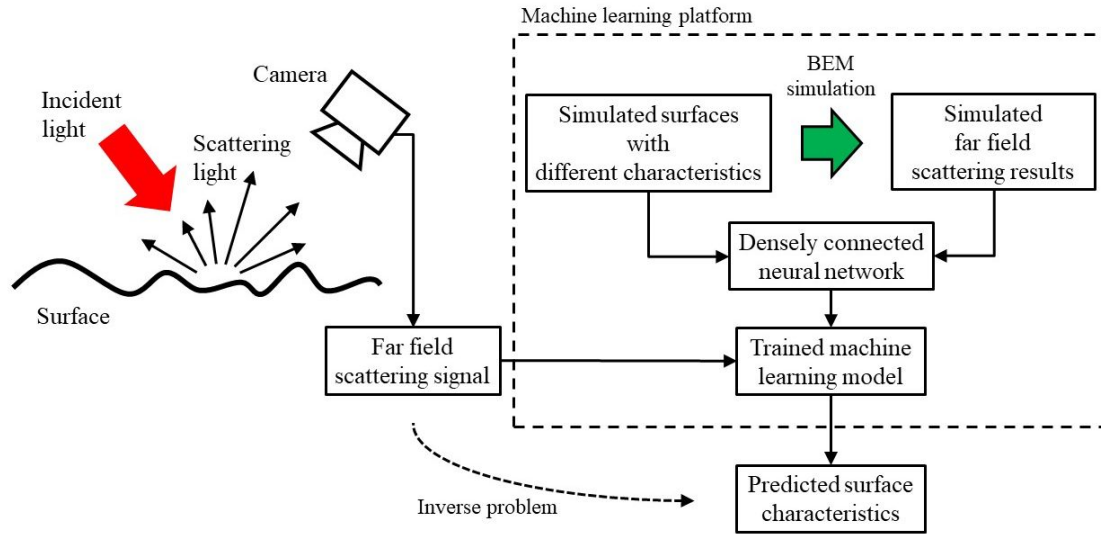 Machine learning platform
Camera
Incident
light
Scattering
light
Surface
BEM
simulation
Simulated surfaces
with
different characteristics
Simulated
far field
scattering results
Densely connected
neural network
Far field
scattering signal
Trained machine
learning model
Inverse problem
Predicted surface
characteristics